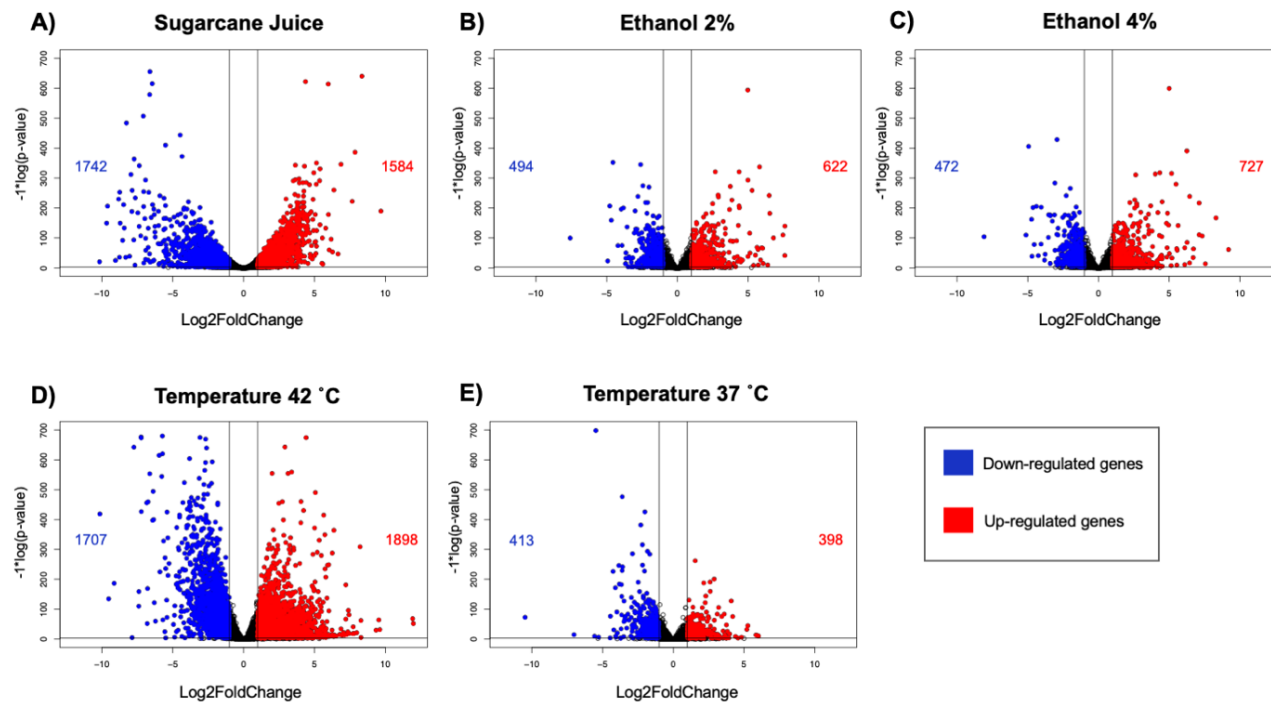 A) Sugarcane Juice
-1*log(p-value)
700
600
500
400
300
200
100
0
1742
1584
−10 −5 0 5 10
Log2FoldChange
B) Ethanol 2%
-1*log(p-value)
700
600
500
400
300
200
100
0
494
622
−10 −5 0 5 10
Log2FoldChange
C) Ethanol 4%
-1*log(p-value)
700
600
500
400
300
200
100
0
472
727
−10 −5 0 5 10
Log2FoldChange
D) Temperature 42 ˚C
-1*log(p-value)
700
600
500
400
300
200
100
0
1707
1898
−10 −5 0 5 10
Log2FoldChange
E) Temperature 37 ˚C
-1*log(p-value)
700
600
500
400
300
200
100
0
413
398
−10 −5 0 5 10
Log2FoldChange
Down-regulated genes
Up-regulated genes